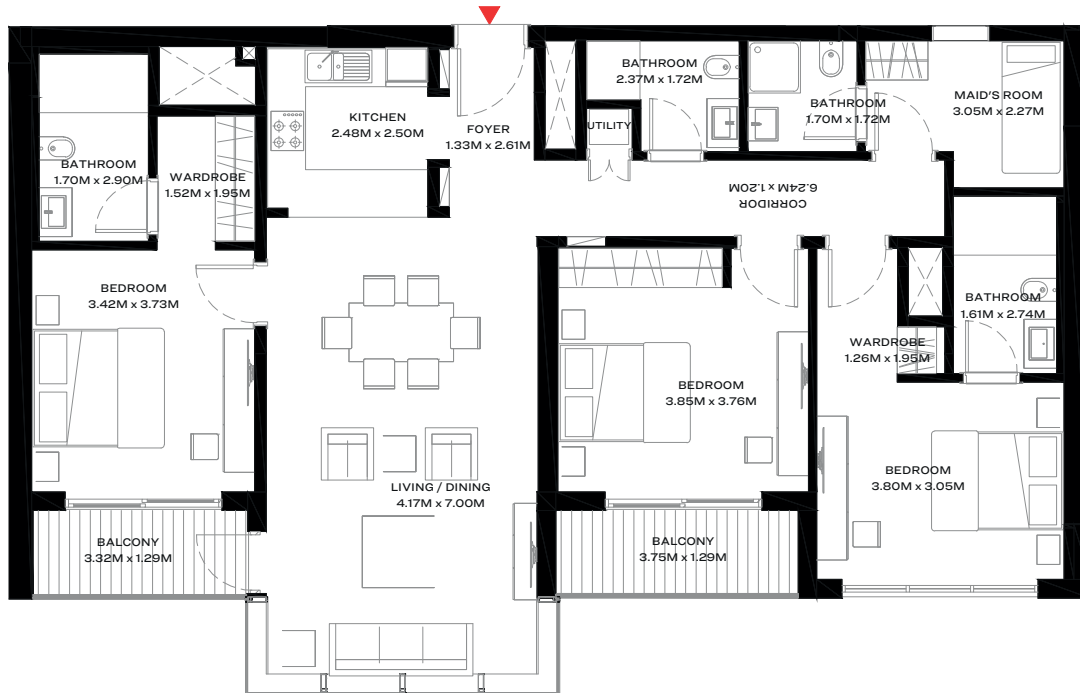 BATHROOM
2.37M x 1.72M
MAID'S ROOM
3.05M x 2.27M
BATHROOM
1.70M x 1.72M
KITCHEN
2.48M x 2.50M
FOYER
1.33M x 2.61M
UTILITY
BATHROOM
1.70M x 2.90M
WARDROBE
1.52M x 1.95M
CORRIDOR
6.24M x 1.20M
BEDROOM
3.42M x 3.73M
BATHROOM
1.61M x 2.74M
WARDROBE
1.26M x 1.95M
BEDROOM
3.85M x 3.76M
BEDROOM
3.80M x 3.05M
LIVING / DINING
4.17M x 7.00M
BALCONY
3.32M x 1.29M
BALCONY
3.75M x 1.29M